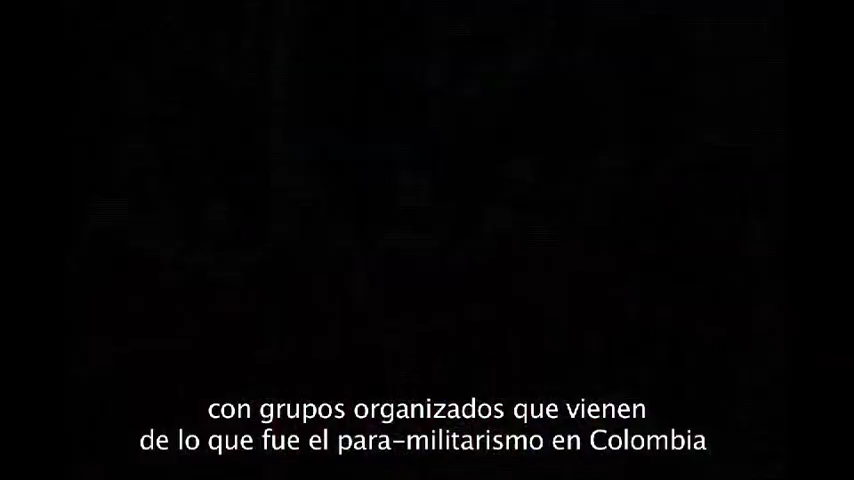 con grupos organizados que vienen
de lo que fue el para-militarismo en Colombia